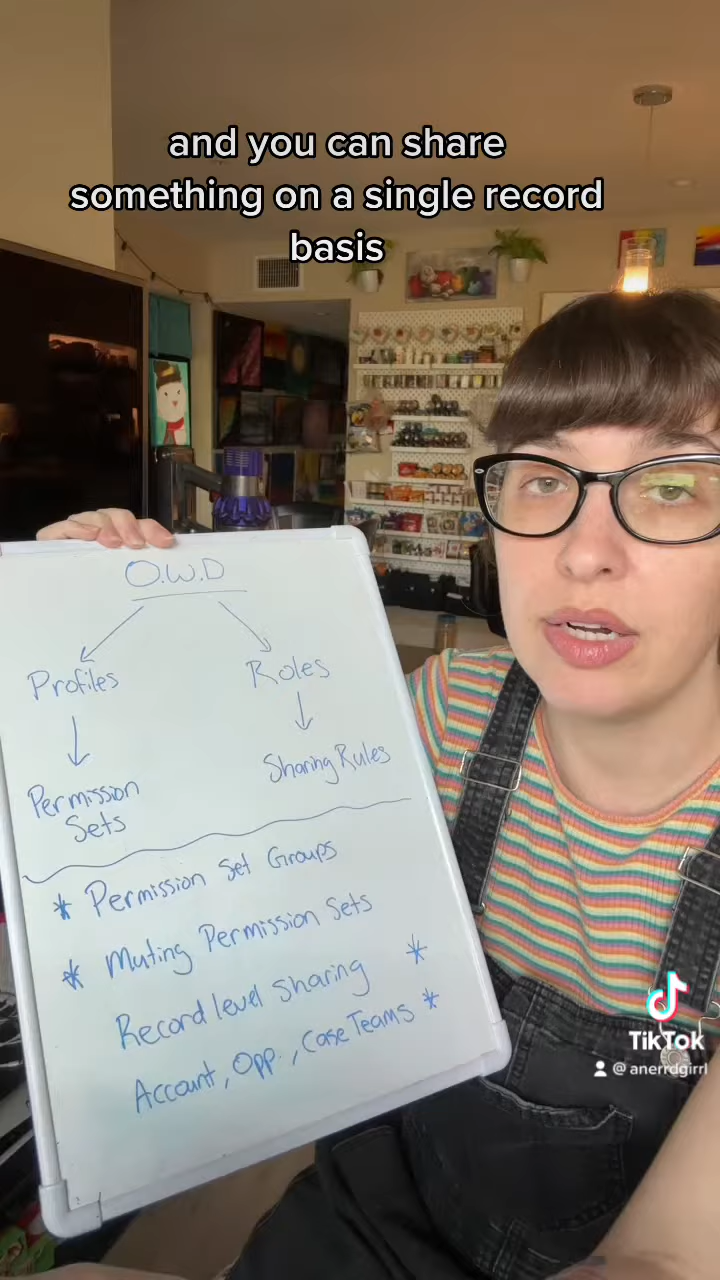 and you can share
something on a single record
basis
O.W.D
Profiles
Roles
Permission
Sets
Sharing Rules
* Permission Set Groups
* Muting Permission Sets
Record level Sharing *
Account, Opp., Case Teams *
TikTok
@ anerrdgirrl